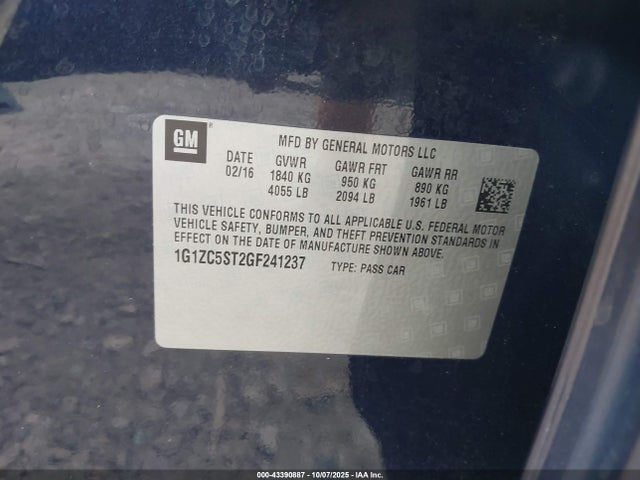 GM
MFD BY GENERAL MOTORS LLC
DATE GVWR GAWR FRT GAWR RR
02/16 1840 KG 950 KG 890 KG
4055 LB 2094 LB 1961 LB
THIS VEHICLE CONFORMS TO ALL APPLICABLE U.S. FEDERAL MOTOR
VEHICLE SAFETY, BUMPER, AND THEFT PREVENTION STANDARDS IN
EFFECT ON THE DATE OF MANUFACTURE SHOWN ABOVE.
1G1ZC5ST2GF241237 TYPE: PASS CAR
000-43390887 - 10/07/2025 - IAA Inc.